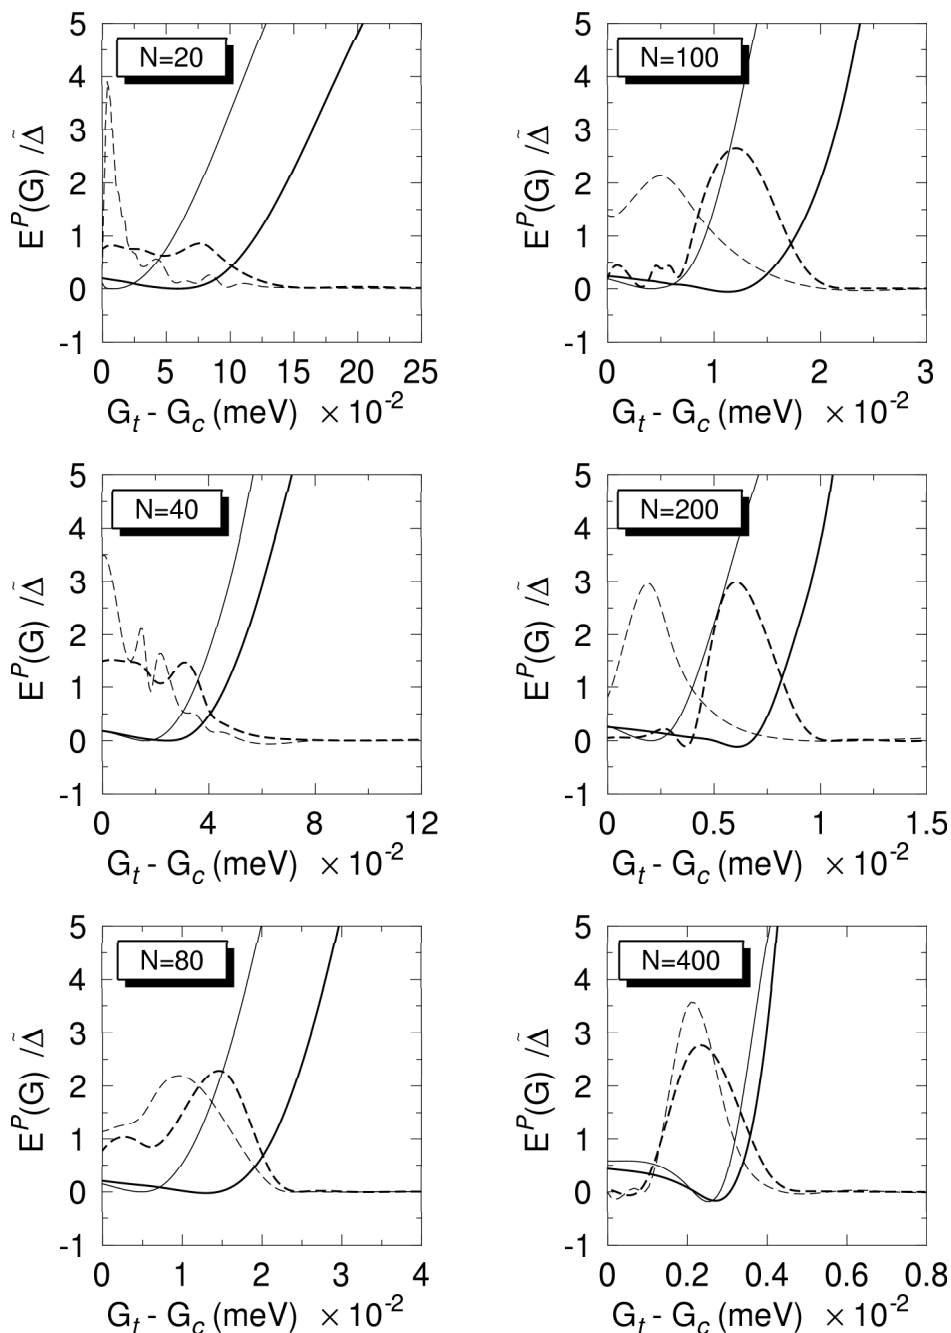 N=20
E^P(G) /Δ̃
5
4
3
2
1
0
-1
0 5 10 15 20 25
G_t - G_c (meV) × 10^-2
N=100
E^P(G) /Δ̃
5
4
3
2
1
0
-1
0 1 2 3
G_t - G_c (meV) × 10^-2
N=40
E^P(G) /Δ̃
5
4
3
2
1
0
-1
0 4 8 12
G_t - G_c (meV) × 10^-2
N=200
E^P(G) /Δ̃
5
4
3
2
1
0
-1
0 0.5 1 1.5
G_t - G_c (meV) × 10^-2
N=80
E^P(G) /Δ̃
5
4
3
2
1
0
-1
0 1 2 3 4
G_t - G_c (meV) × 10^-2
N=400
E^P(G) /Δ̃
5
4
3
2
1
0
-1
0 0.2 0.4 0.6 0.8
G_t - G_c (meV) × 10^-2